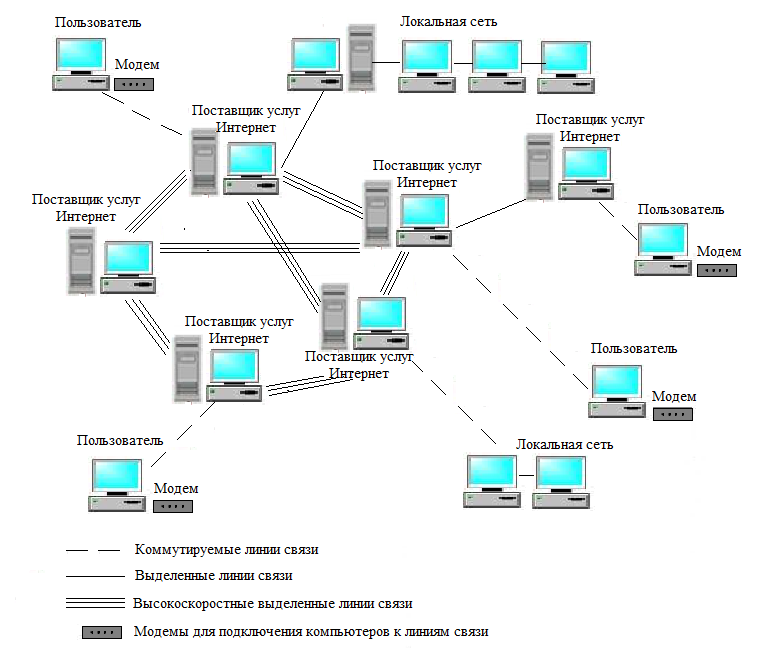 Пользователь
Локальная сеть
Модем
Поставщик услуг
Интернет
Поставщик услуг
Интернет
Поставщик услуг
Интернет
Поставщик услуг
Интернет
Пользователь
Модем
Поставщик услуг
Интернет
Поставщик услуг
Интернет
Пользователь
Модем
Пользователь
Локальная сеть
Модем
Коммутируемые линии связи
Выделенные линии связи
Высокоскоростные выделенные линии связи
Модемы для подключения компьютеров к линиям связи